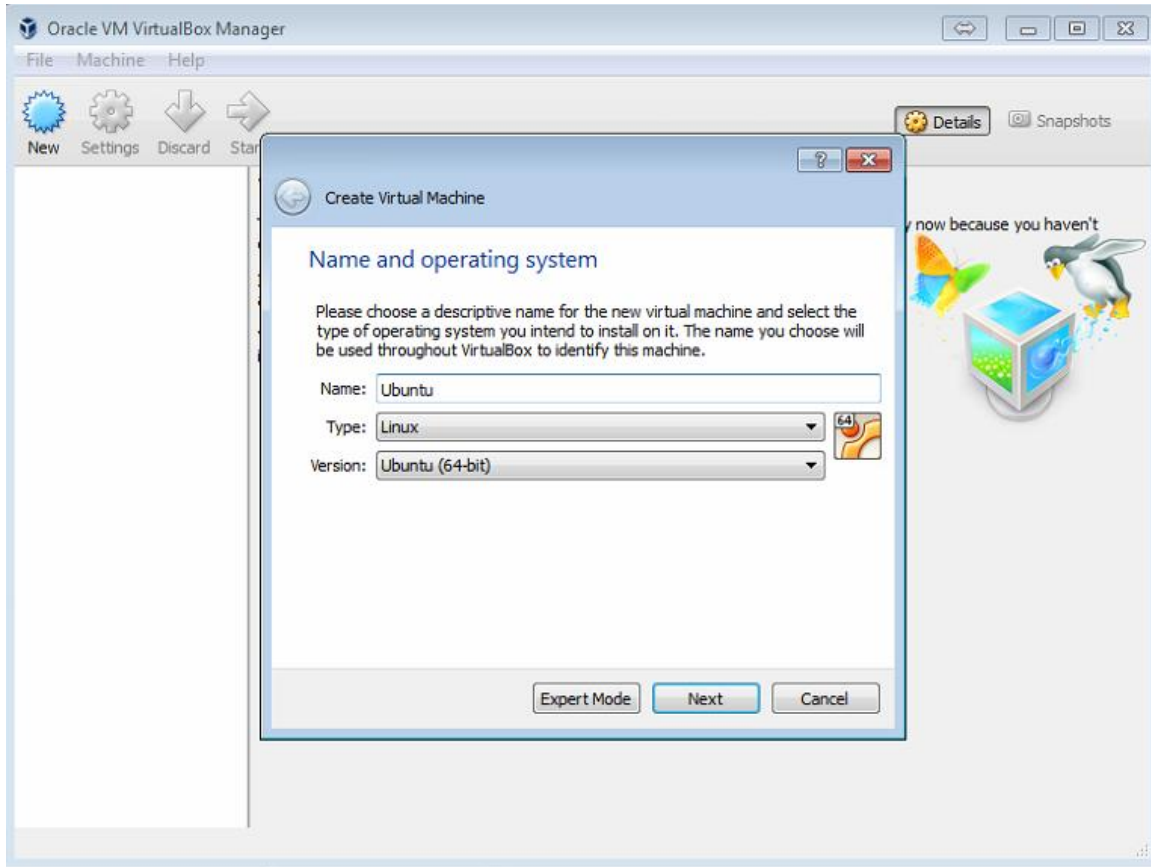 Oracle VM VirtualBox Manager
File Machine Help
New Settings Discard
Details Snapshots
Create Virtual Machine
now because you haven't
Name and operating system
Please choose a descriptive name for the new virtual machine and select the
type of operating system you intend to install on it. The name you choose will
be used throughout VirtualBox to identify this machine.
Name: Ubuntu
Type: Linux
64
Version: Ubuntu (64-bit)
Expert Mode Next Cancel